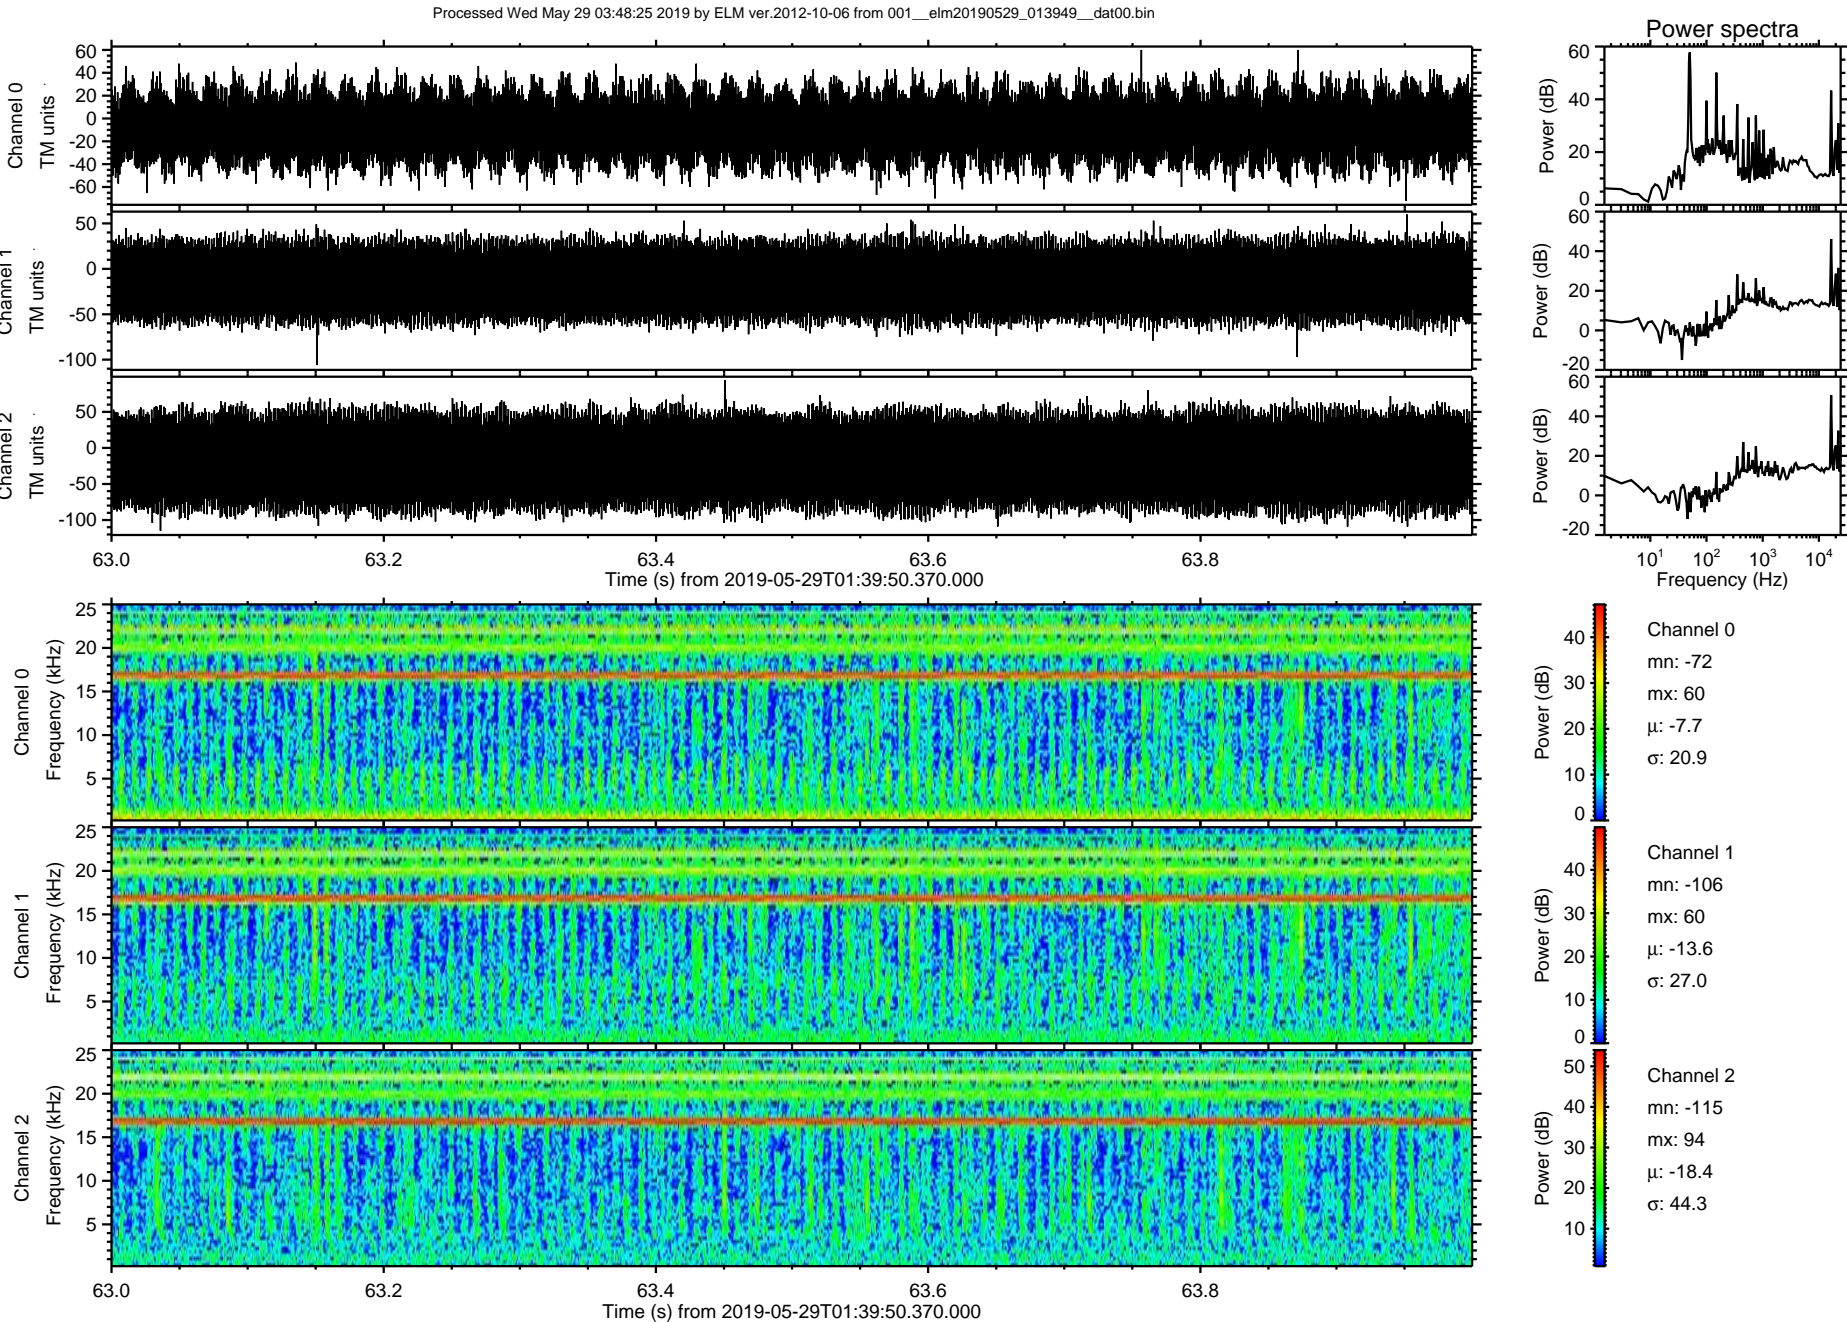 Processed Wed May 29 03:48:25 2019 by ELM ver.2012-10-06 from 001__elm20190529_013949__dat00.bin
Power spectra
Channel 0
TM units
60
40
20
0
-20
-40
-60
Power (dB)
60
40
20
0
Channel 1
TM units
50
0
-50
-100
Power (dB)
60
40
20
0
-20
Channel 2
TM units
50
0
-50
-100
Power (dB)
60
40
20
0
-20
63.0 63.2 63.4 63.6 63.8
Time (s) from 2019-05-29T01:39:50.370.000
10^1 10^2 10^3 10^4
Frequency (Hz)
Channel 0
Frequency (kHz)
25
20
15
10
5
Power (dB)
40
30
20
10
0
Channel 0
mn: -72
mx: 60
μ: -7.7
σ: 20.9
Channel 1
Frequency (kHz)
25
20
15
10
5
Power (dB)
40
30
20
10
0
Channel 1
mn: -106
mx: 60
μ: -13.6
σ: 27.0
Channel 2
Frequency (kHz)
25
20
15
10
5
Power (dB)
50
40
30
20
10
Channel 2
mn: -115
mx: 94
μ: -18.4
σ: 44.3
63.0 63.2 63.4 63.6 63.8
Time (s) from 2019-05-29T01:39:50.370.000